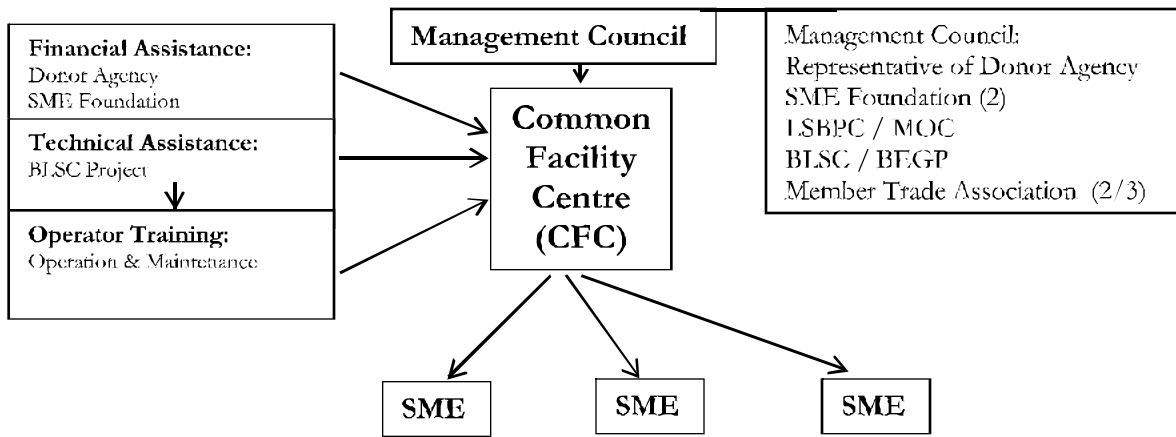 Financial Assistance:
Donor Agency
SME Foundation
Technical Assistance:
BLSC Project
Operator Training:
Operation & Maintenance
Management Council
Common
Facility
Centre
(CFC)
Management Council:
Representative of Donor Agency
SME Foundation (2)
LSBPC / MOC
BLSC / BEGP
Member Trade Association (2/3)
SME
SME
SME